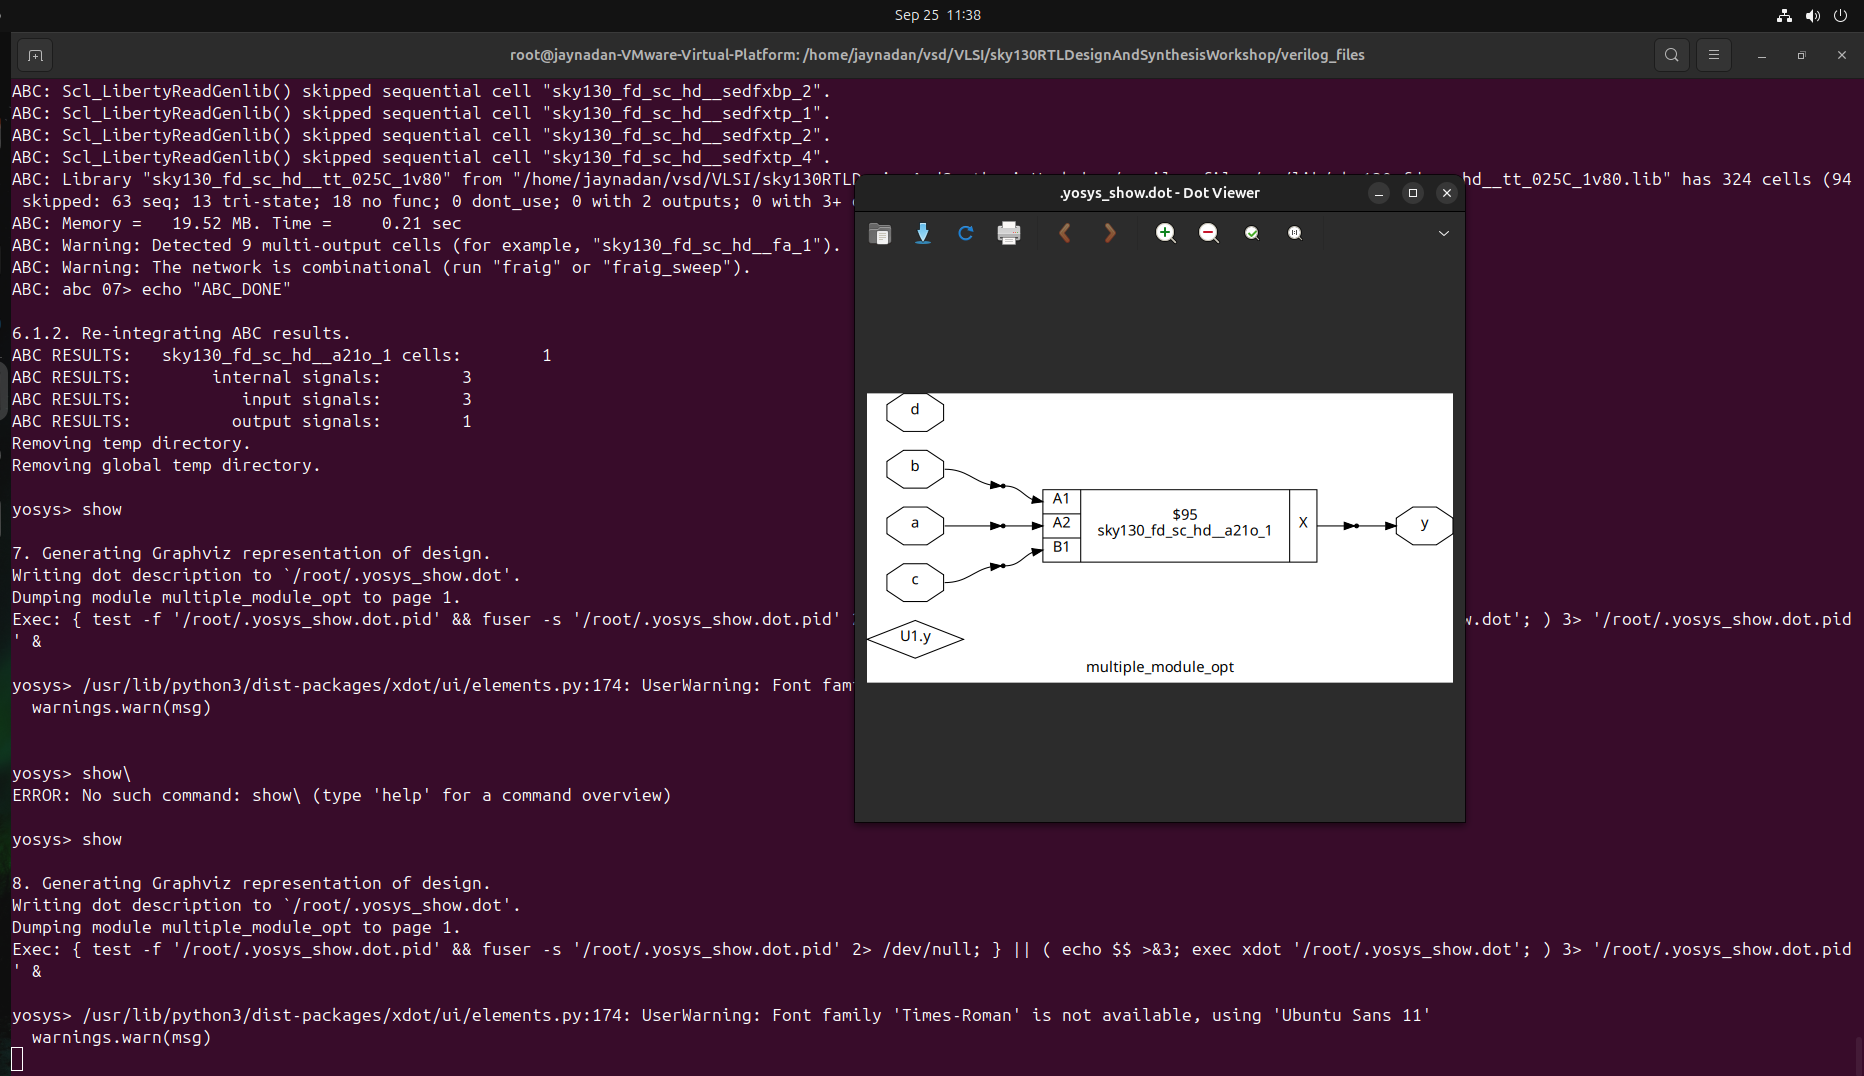 Sep 25 11:38
root@jaynadan-VMware-Virtual-Platform: /home/jaynadan/vsd/VLSI/sky130RTLDesignAndSynthesisWorkshop/verilog_files
ABC: Scl_LibertyReadGenlib() skipped sequential cell "sky130_fd_sc_hd__sedfxbp_2".
ABC: Scl_LibertyReadGenlib() skipped sequential cell "sky130_fd_sc_hd__sedfxtp_1".
ABC: Scl_LibertyReadGenlib() skipped sequential cell "sky130_fd_sc_hd__sedfxtp_2".
ABC: Scl_LibertyReadGenlib() skipped sequential cell "sky130_fd_sc_hd__sedfxtp_4".
ABC: Library "sky130_fd_sc_hd__tt_025C_1v80" from "/home/jaynadan/vsd/VLSI/sky130RTL hd__tt_025C_1v80.lib" has 324 cells (94
skipped: 63 seq; 13 tri-state; 18 no func; 0 dont_use; 0 with 2 outputs; 0 with 3+
ABC: Memory = 19.52 MB. Time = 0.21 sec
ABC: Warning: Detected 9 multi-output cells (for example, "sky130_fd_sc_hd__fa_1").
ABC: Warning: The network is combinational (run "fraig" or "fraig_sweep").
ABC: abc 07> echo "ABC_DONE"
6.1.2. Re-integrating ABC results.
ABC RESULTS: sky130_fd_sc_hd__a21o_1 cells: 1
ABC RESULTS: internal signals: 3
ABC RESULTS: input signals: 3
ABC RESULTS: output signals: 1
Removing temp directory.
Removing global temp directory.
yosys> show
7. Generating Graphviz representation of design.
Writing dot description to `/root/.yosys_show.dot'.
Dumping module multiple_module_opt to page 1.
Exec: { test -f '/root/.yosys_show.dot.pid' && fuser -s '/root/.yosys_show.dot.pid' .dot'; ) 3> '/root/.yosys_show.dot.pid
' &
yosys> /usr/lib/python3/dist-packages/xdot/ui/elements.py:174: UserWarning: Font fam
warnings.warn(msg)
yosys> show\
ERROR: No such command: show\ (type 'help' for a command overview)
yosys> show
8. Generating Graphviz representation of design.
Writing dot description to `/root/.yosys_show.dot'.
Dumping module multiple_module_opt to page 1.
Exec: { test -f '/root/.yosys_show.dot.pid' && fuser -s '/root/.yosys_show.dot.pid' 2> /dev/null; } || ( echo $$ >&3; exec xdot '/root/.yosys_show.dot'; ) 3> '/root/.yosys_show.dot.pid
' &
yosys> /usr/lib/python3/dist-packages/xdot/ui/elements.py:174: UserWarning: Font family 'Times-Roman' is not available, using 'Ubuntu Sans 11'
warnings.warn(msg)
.yosys_show.dot - Dot Viewer
d
b
a
c
U1.y
A1
A2
B1
$95
sky130_fd_sc_hd__a21o_1
X
y
multiple_module_opt